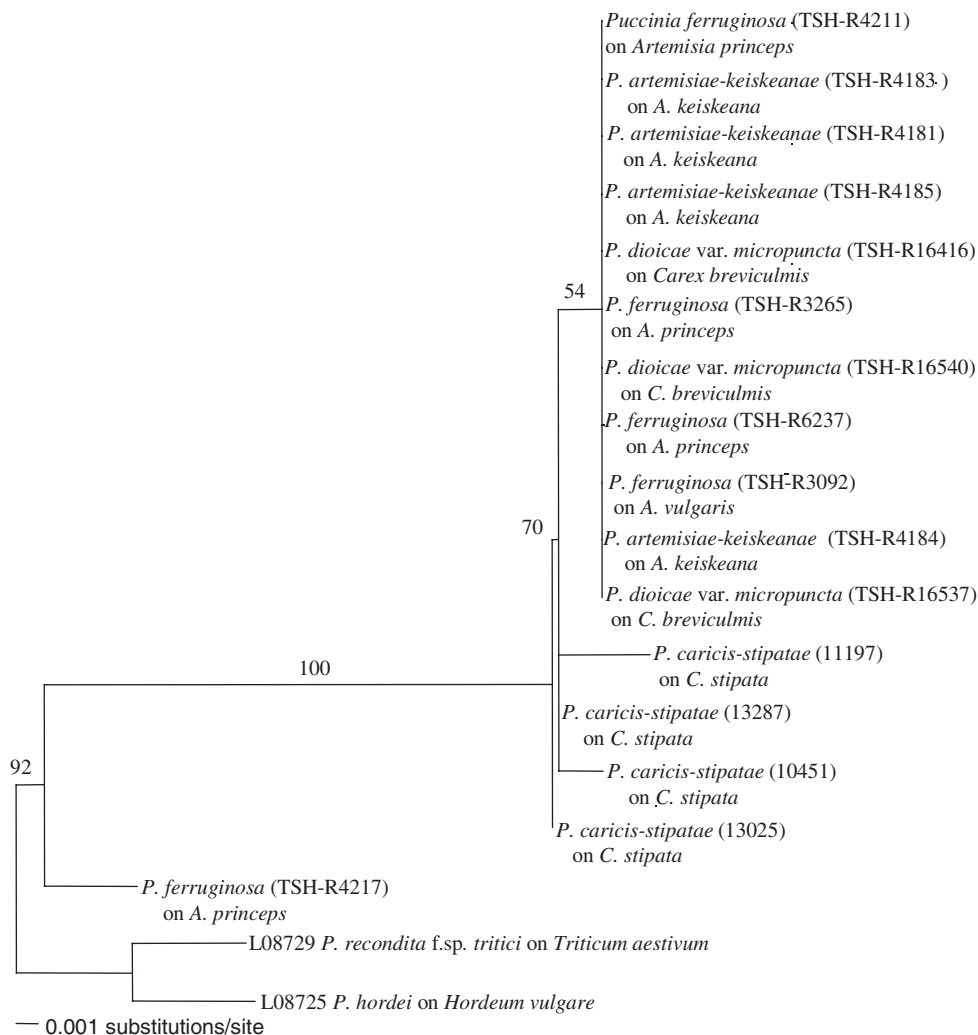 Puccinia ferruginosa (TSH-R4211)
on Artemisia princeps
P. artemisiae-keiskeanae (TSH-R4183 )
on A. keiskeana
P. artemisiae-keiskeanae (TSH-R4181)
on A. keiskeana
P. artemisiae-keiskeanae (TSH-R4185)
on A. keiskeana
P. dioicae var. micropuncta (TSH-R16416)
on Carex breviculmis
54
P. ferruginosa (TSH-R3265)
on A. princeps
P. dioicae var. micropuncta (TSH-R16540)
on C. breviculmis
P. ferruginosa (TSH-R6237)
on A. princeps
P. ferruginosa (TSH-R3092)
on A. vulgaris
70
P. artemisiae-keiskeanae (TSH-R4184)
on A. keiskeana
P. dioicae var. micropuncta (TSH-R16537)
on C. breviculmis
P. caricis-stipatae (11197)
on C. stipata
100
P. caricis-stipatae (13287)
on C. stipata
92
P. caricis-stipatae (10451)
on C. stipata
P. caricis-stipatae (13025)
on C. stipata
P. ferruginosa (TSH-R4217)
on A. princeps
L08729 P. recondita f.sp. tritici on Triticum aestivum
L08725 P. hordei on Hordeum vulgare
0.001 substitutions/site